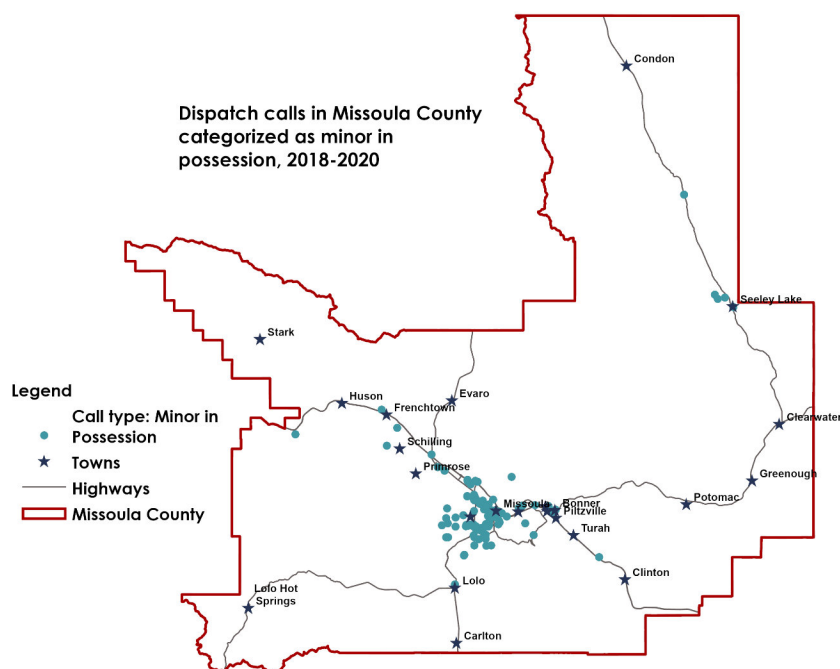 Condon
Dispatch calls in Missoula County
categorized as minor in
possession, 2018-2020
Seeley Lake
Stark
Legend
Call type: Minor in
Possession
Towns
Highways
Missoula County
Huson
Frenchtown
Evaro
Schilling
Primrose
Clearwater
Greenough
Potomac
Missoula
Bonner
Piltzville
Turah
Clinton
Lolo
Lolo Hot
Springs
Carlton